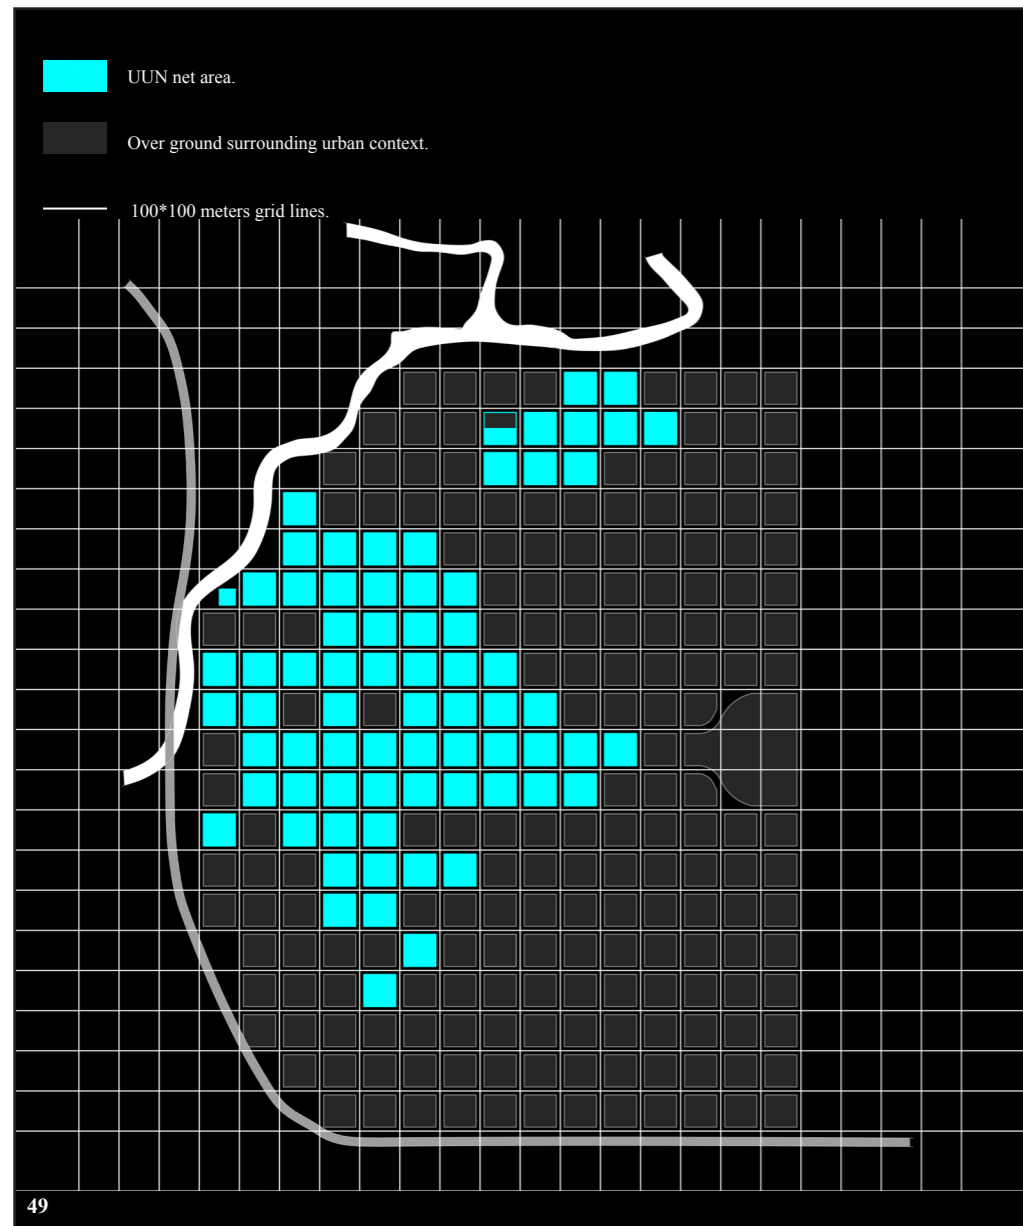 UUN net area.
Over ground surrounding urban context.
100*100 meters grid lines.
49